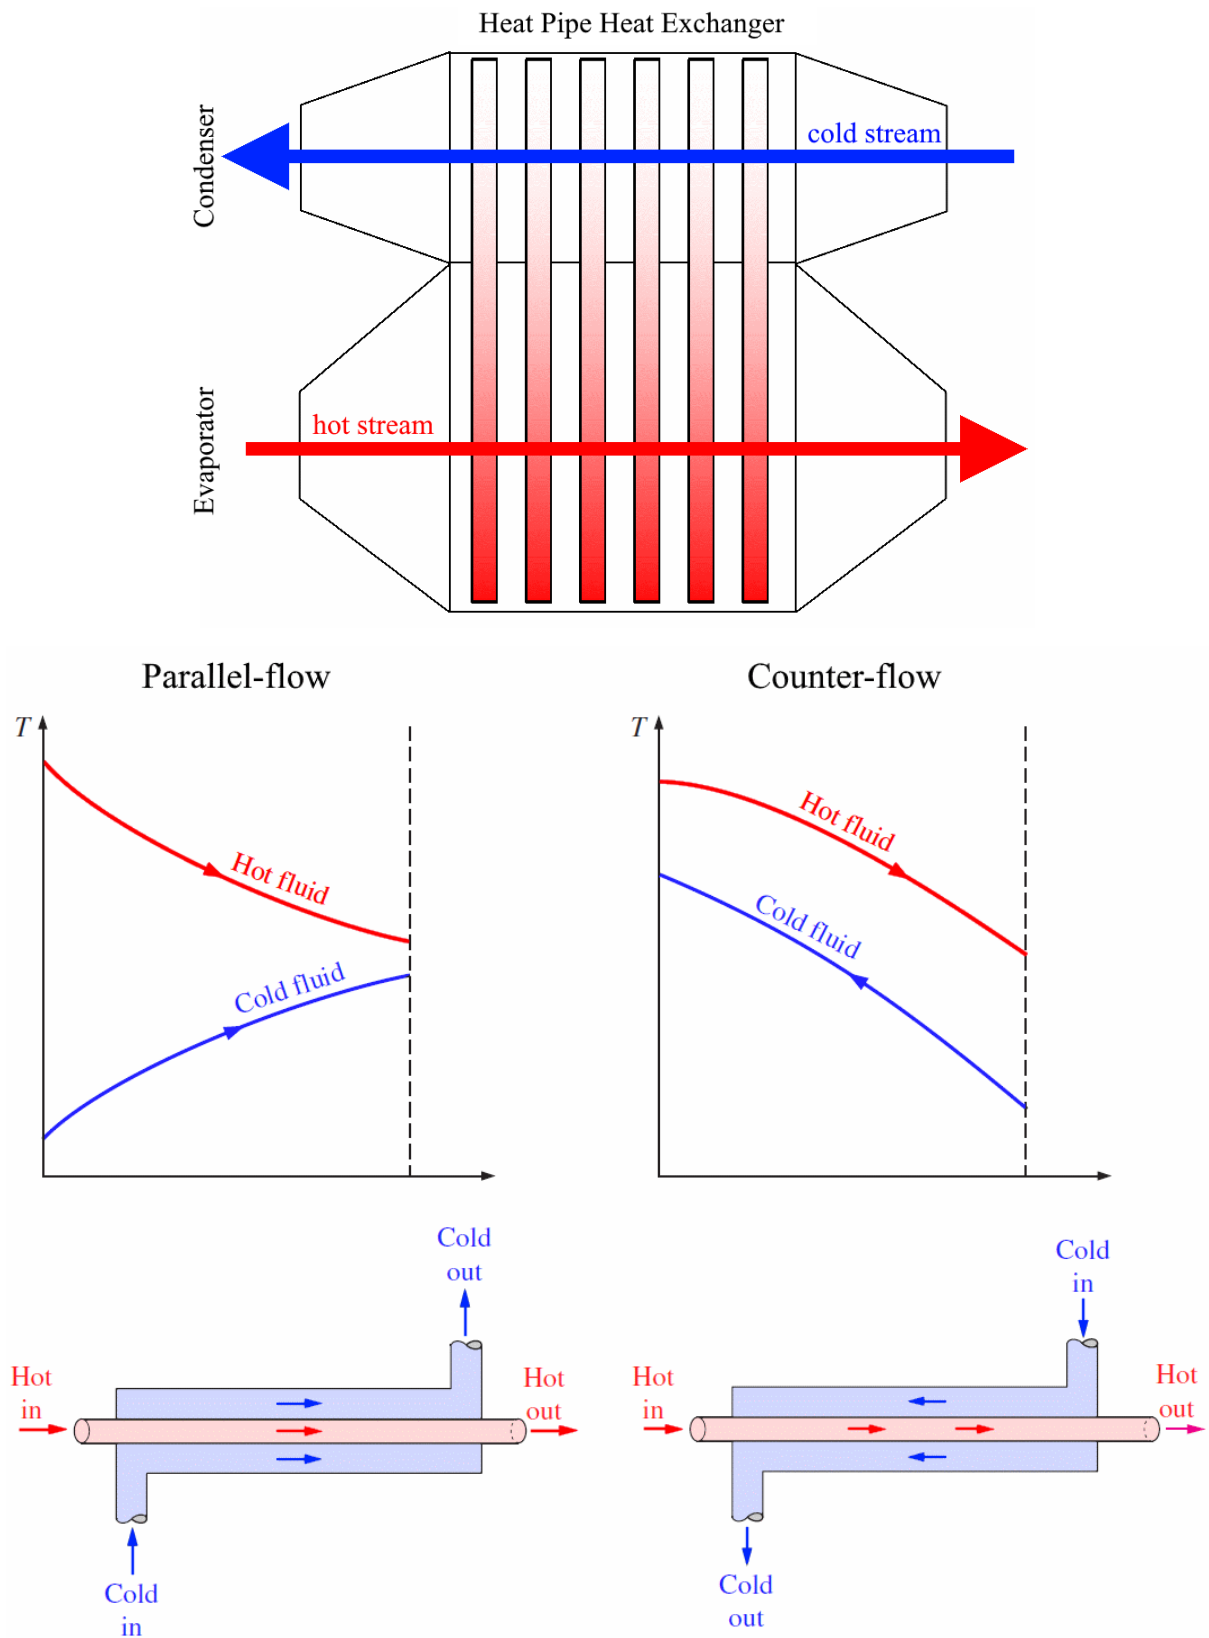 Heat Pipe Heat Exchanger
Condenser
cold stream
Evaporator
hot stream
Parallel-flow
T
Hot fluid
Cold fluid
Counter-flow
T
Hot fluid
Cold fluid
Cold
out
Hot
in
Hot
out
Cold
in
Cold
in
Hot
in
Hot
out
Cold
out